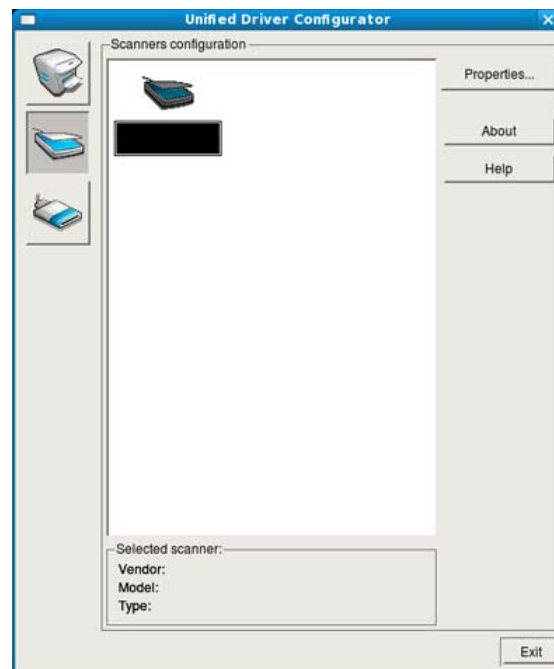 Unified Driver Configurator
Scanners configuration
Properties...
About
Help
Selected scanner:
Vendor:
Model:
Type:
Exit